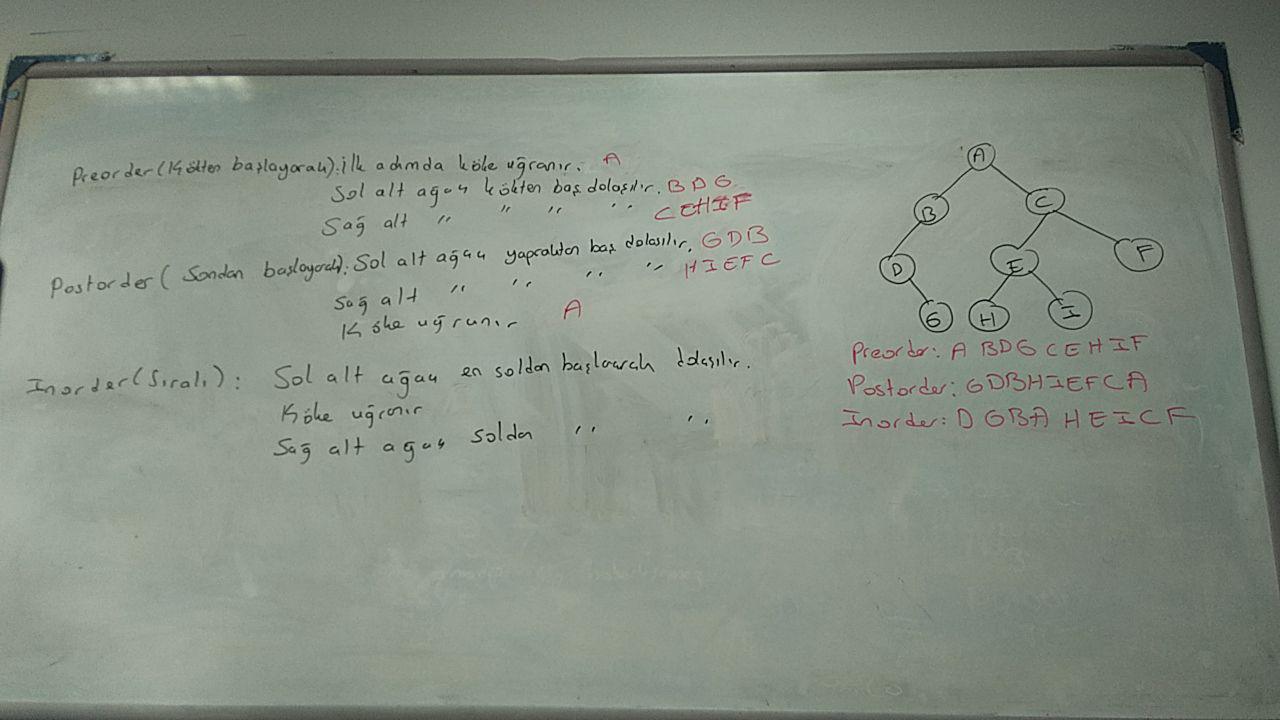 Preorder (Kökten başlayarak): İlk adımda köke uğranır. A
Sol alt ağaç kökten baş. dolaşılır. BDG
Sağ alt " " " " CEHIF
Postorder (Sondan başlayarak): Sol alt ağaç yapraktan baş. dolaşılır. GDB
Sağ alt " " " " HIEFC
Köke uğranır A
Inorder (Sıralı): Sol alt ağaç en soldan başlıarak dolaşılır.
Köke uğranır
Sağ alt ağaç soldan " "
A
B
C
D
E
F
G
H
I
Preorder: A BDG CEHIF
Postorder: GDBHIEFCA
Inorder: DGBA HEICF